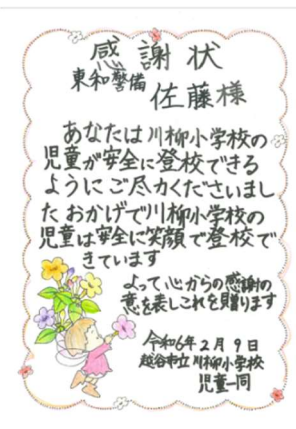 感謝状
東和警備
佐藤様
あなたは川柳小学校の
児童が安全に登校できる
ようにご尽力くださいまし
た おかげで川柳小学校の
児童は安全に笑顔で登校で
きています
よって心からの感謝の
意を表しこれを贈ります
令和6年2月9日
越谷市立川柳小学校
児童一同